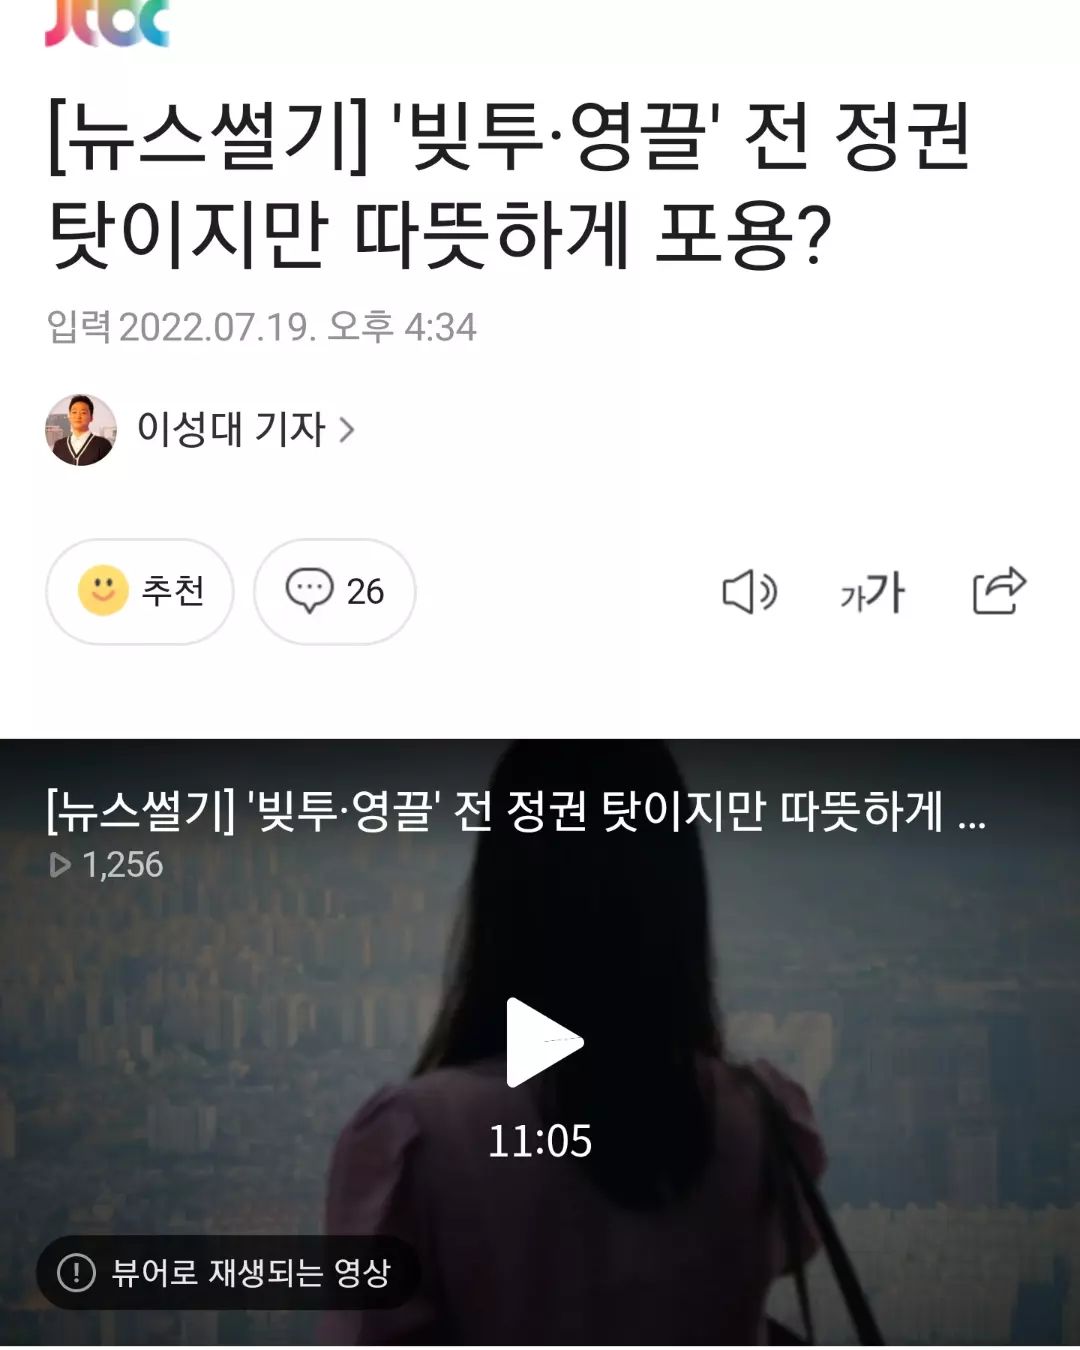 jtbc
[뉴스썰기] '빚투·영끌' 전 정권
탓이지만 따뜻하게 포용?
입력 2022.07.19. 오후 4:34
이성대 기자
추천
26
가가
[뉴스썰기] '빚투·영끌' 전 정권 탓이지만 따뜻하게 ...
1,256
11:05
뷰어로 재생되는 영상